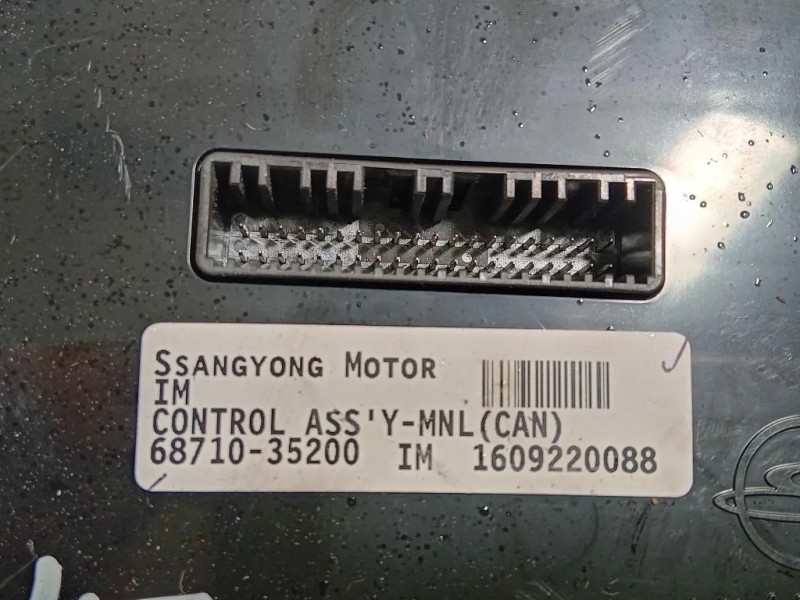 SSANGYONG MOTOR
IM
CONTROL ASS'Y-MNL(CAN)
68710-35200 IM 1609220088